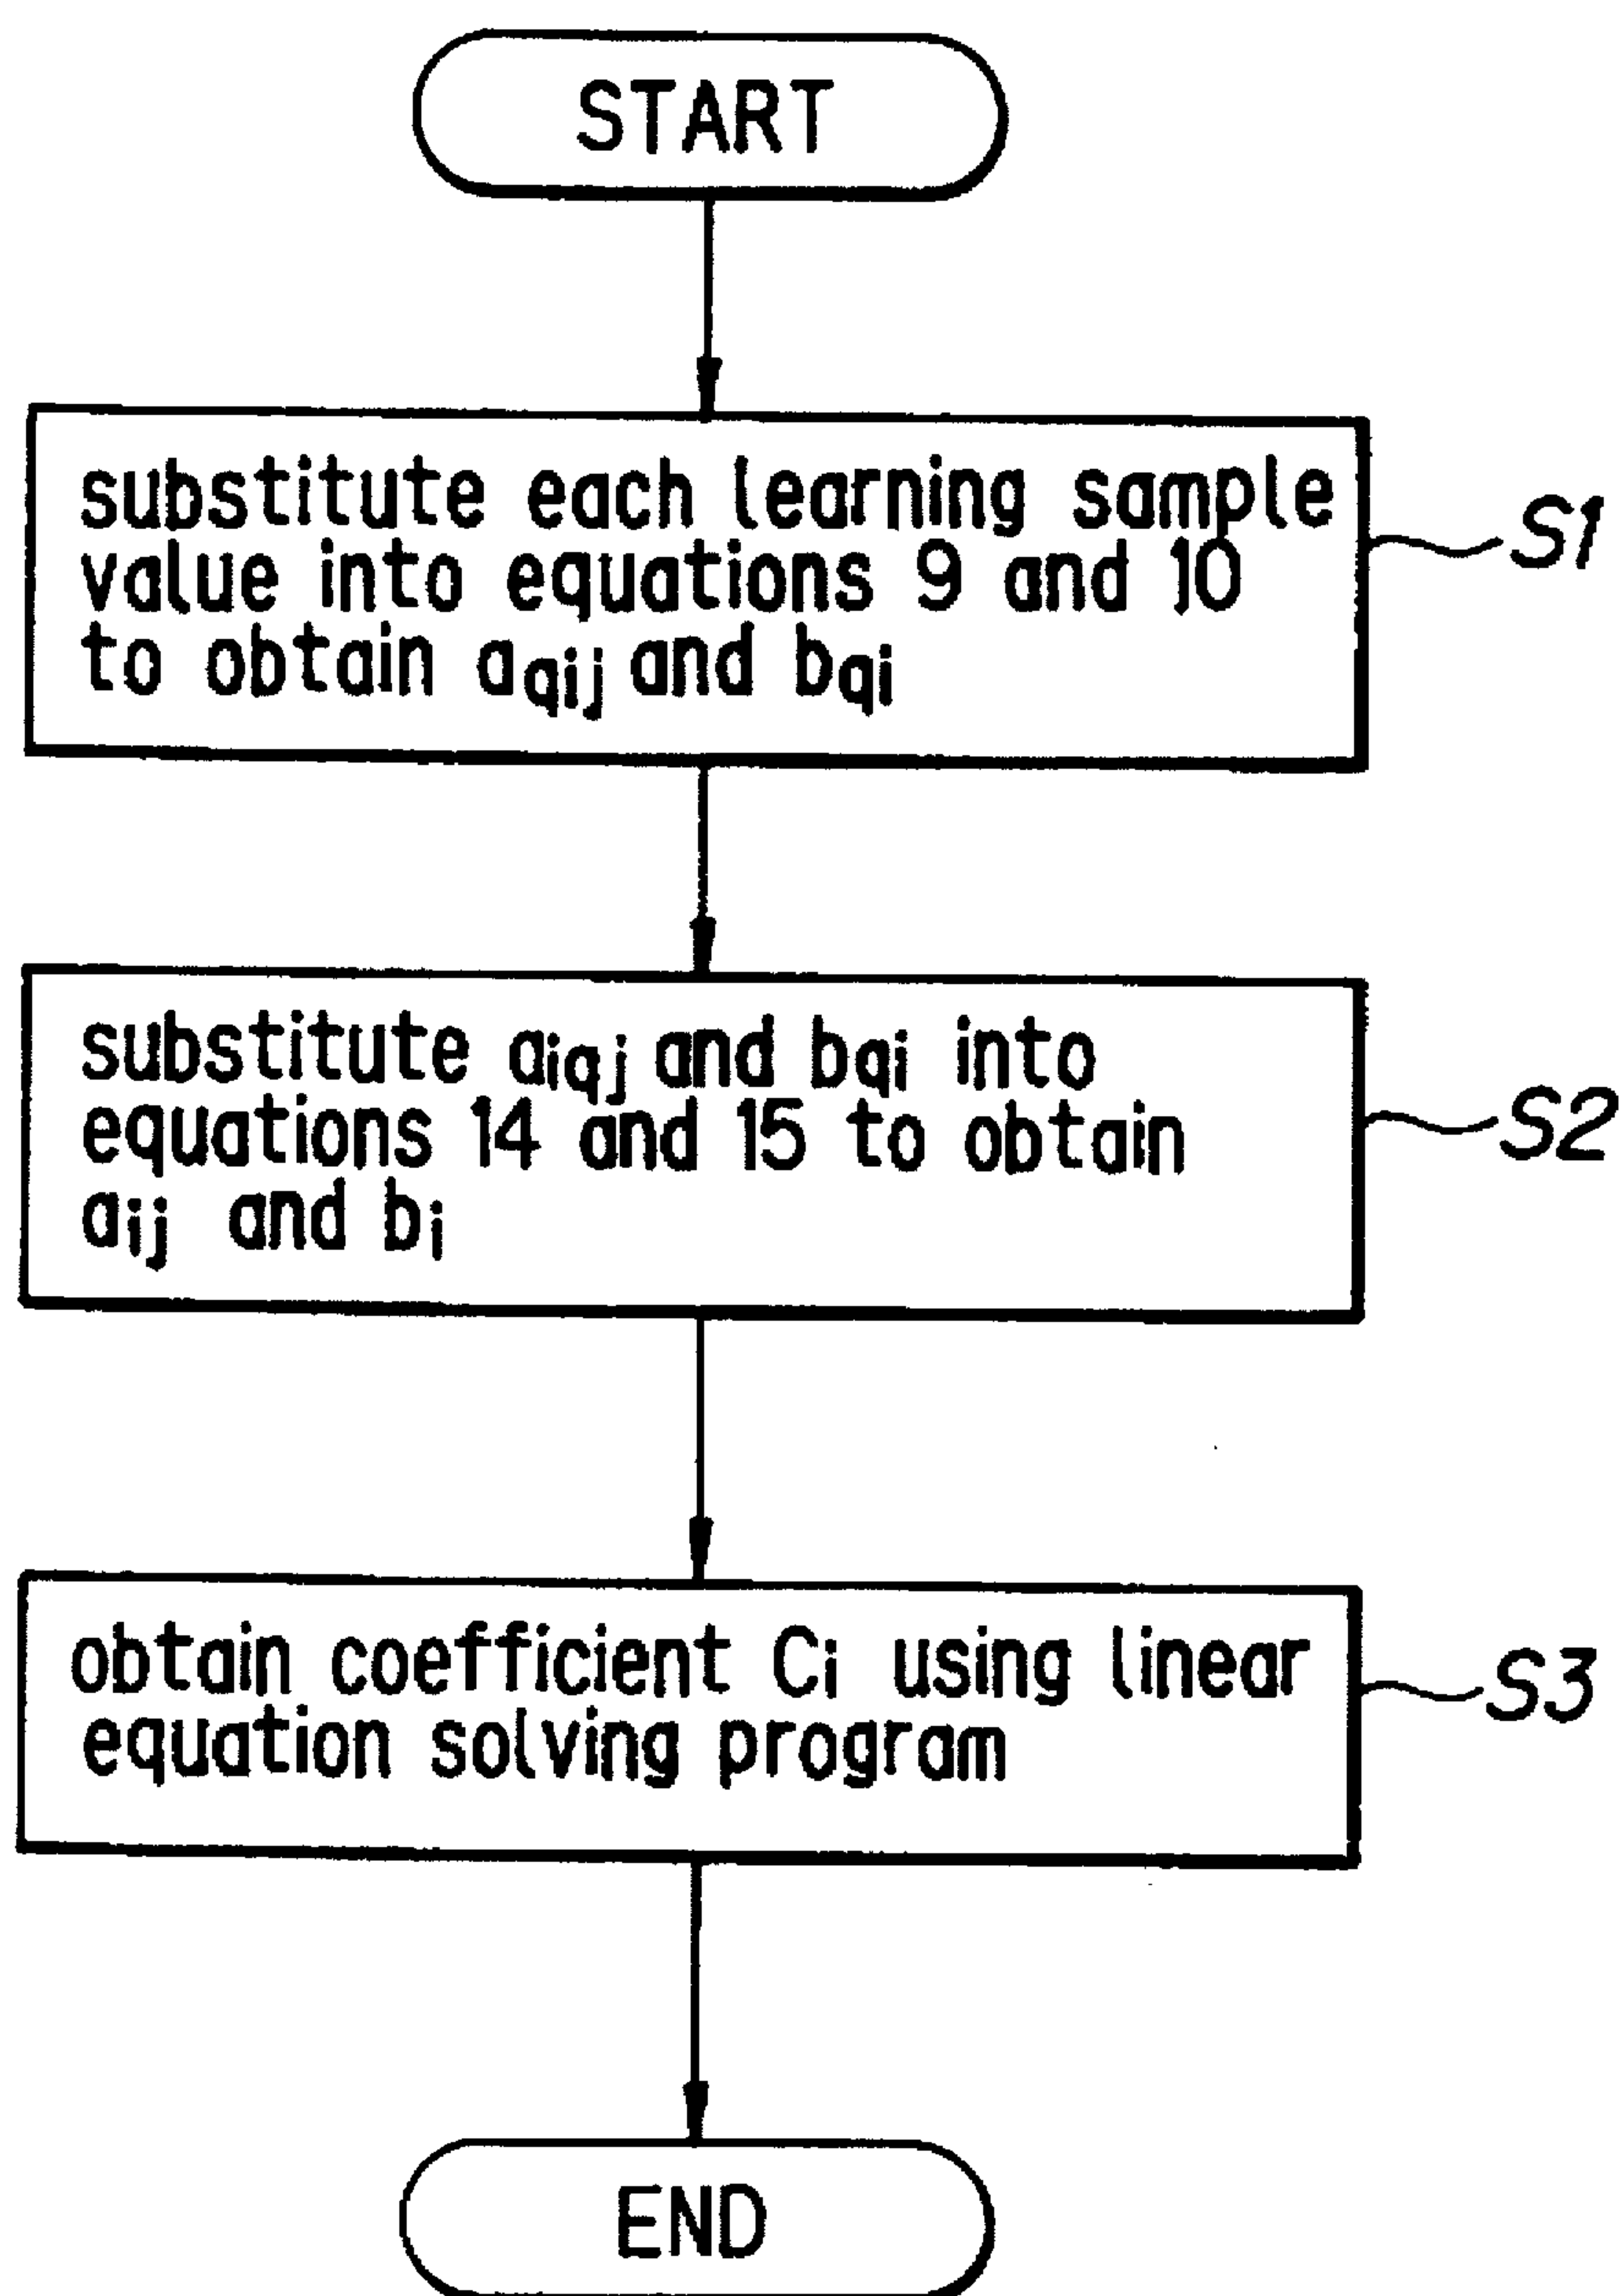 START
substitute each learning sample
value into equations 9 and 10
to obtain aqij and bqi
S1
substitute aiqj and bqi into
equations 14 and 15 to obtain
aij and bi
S2
obtain coefficient Ci using linear
equation solving program
S3
END